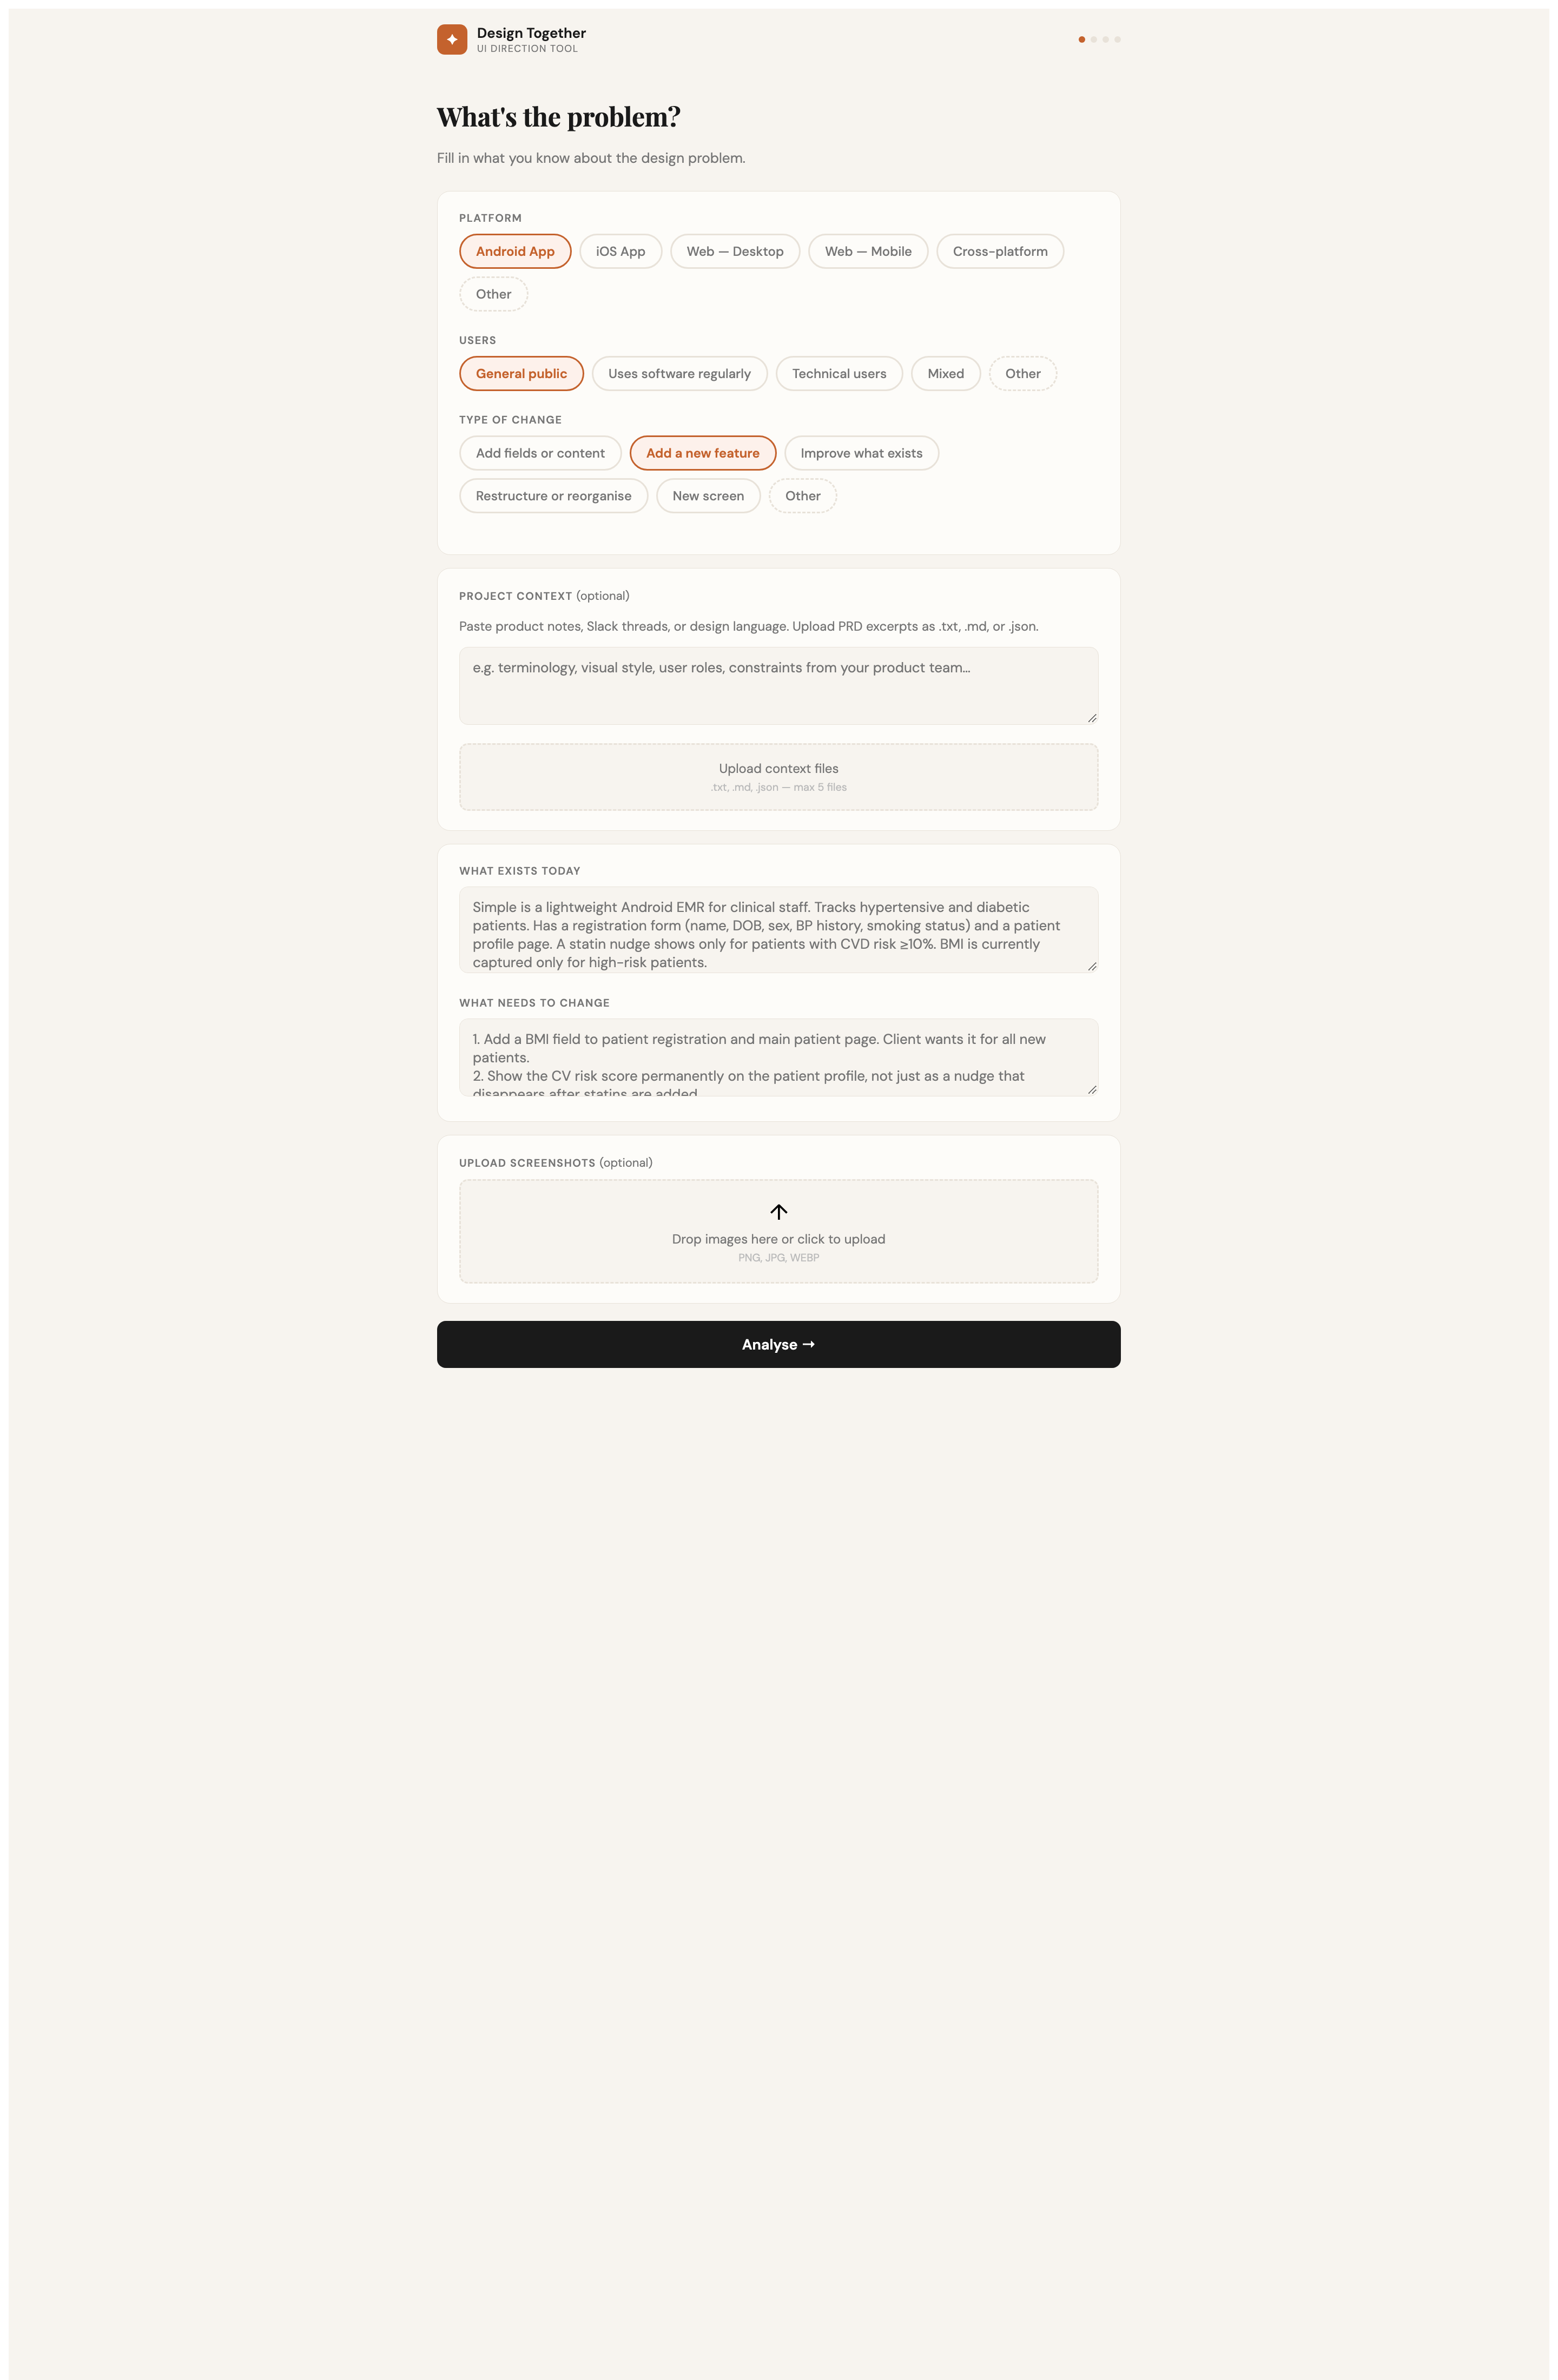 Design Together
UI DIRECTION TOOL
What's the problem?
Fill in what you know about the design problem.
PLATFORM
Android App
iOS App
Web — Desktop
Web — Mobile
Cross-platform
Other
USERS
General public
Uses software regularly
Technical users
Mixed
Other
TYPE OF CHANGE
Add fields or content
Add a new feature
Improve what exists
Restructure or reorganise
New screen
Other
PROJECT CONTEXT (optional)
Paste product notes, Slack threads, or design language. Upload PRD excerpts as .txt, .md, or .json.
e.g. terminology, visual style, user roles, constraints from your product team…
Upload context files
.txt, .md, .json — max 5 files
WHAT EXISTS TODAY
Simple is a lightweight Android EMR for clinical staff. Tracks hypertensive and diabetic
patients. Has a registration form (name, DOB, sex, BP history, smoking status) and a patient
profile page. A statin nudge shows only for patients with CVD risk ≥10%. BMI is currently
captured only for high-risk patients.
WHAT NEEDS TO CHANGE
1. Add a BMI field to patient registration and main patient page. Client wants it for all new
patients.
2. Show the CV risk score permanently on the patient profile, not just as a nudge that
disappears after statins are added.
UPLOAD SCREENSHOTS (optional)
Drop images here or click to upload
PNG, JPG, WEBP
Analyse →